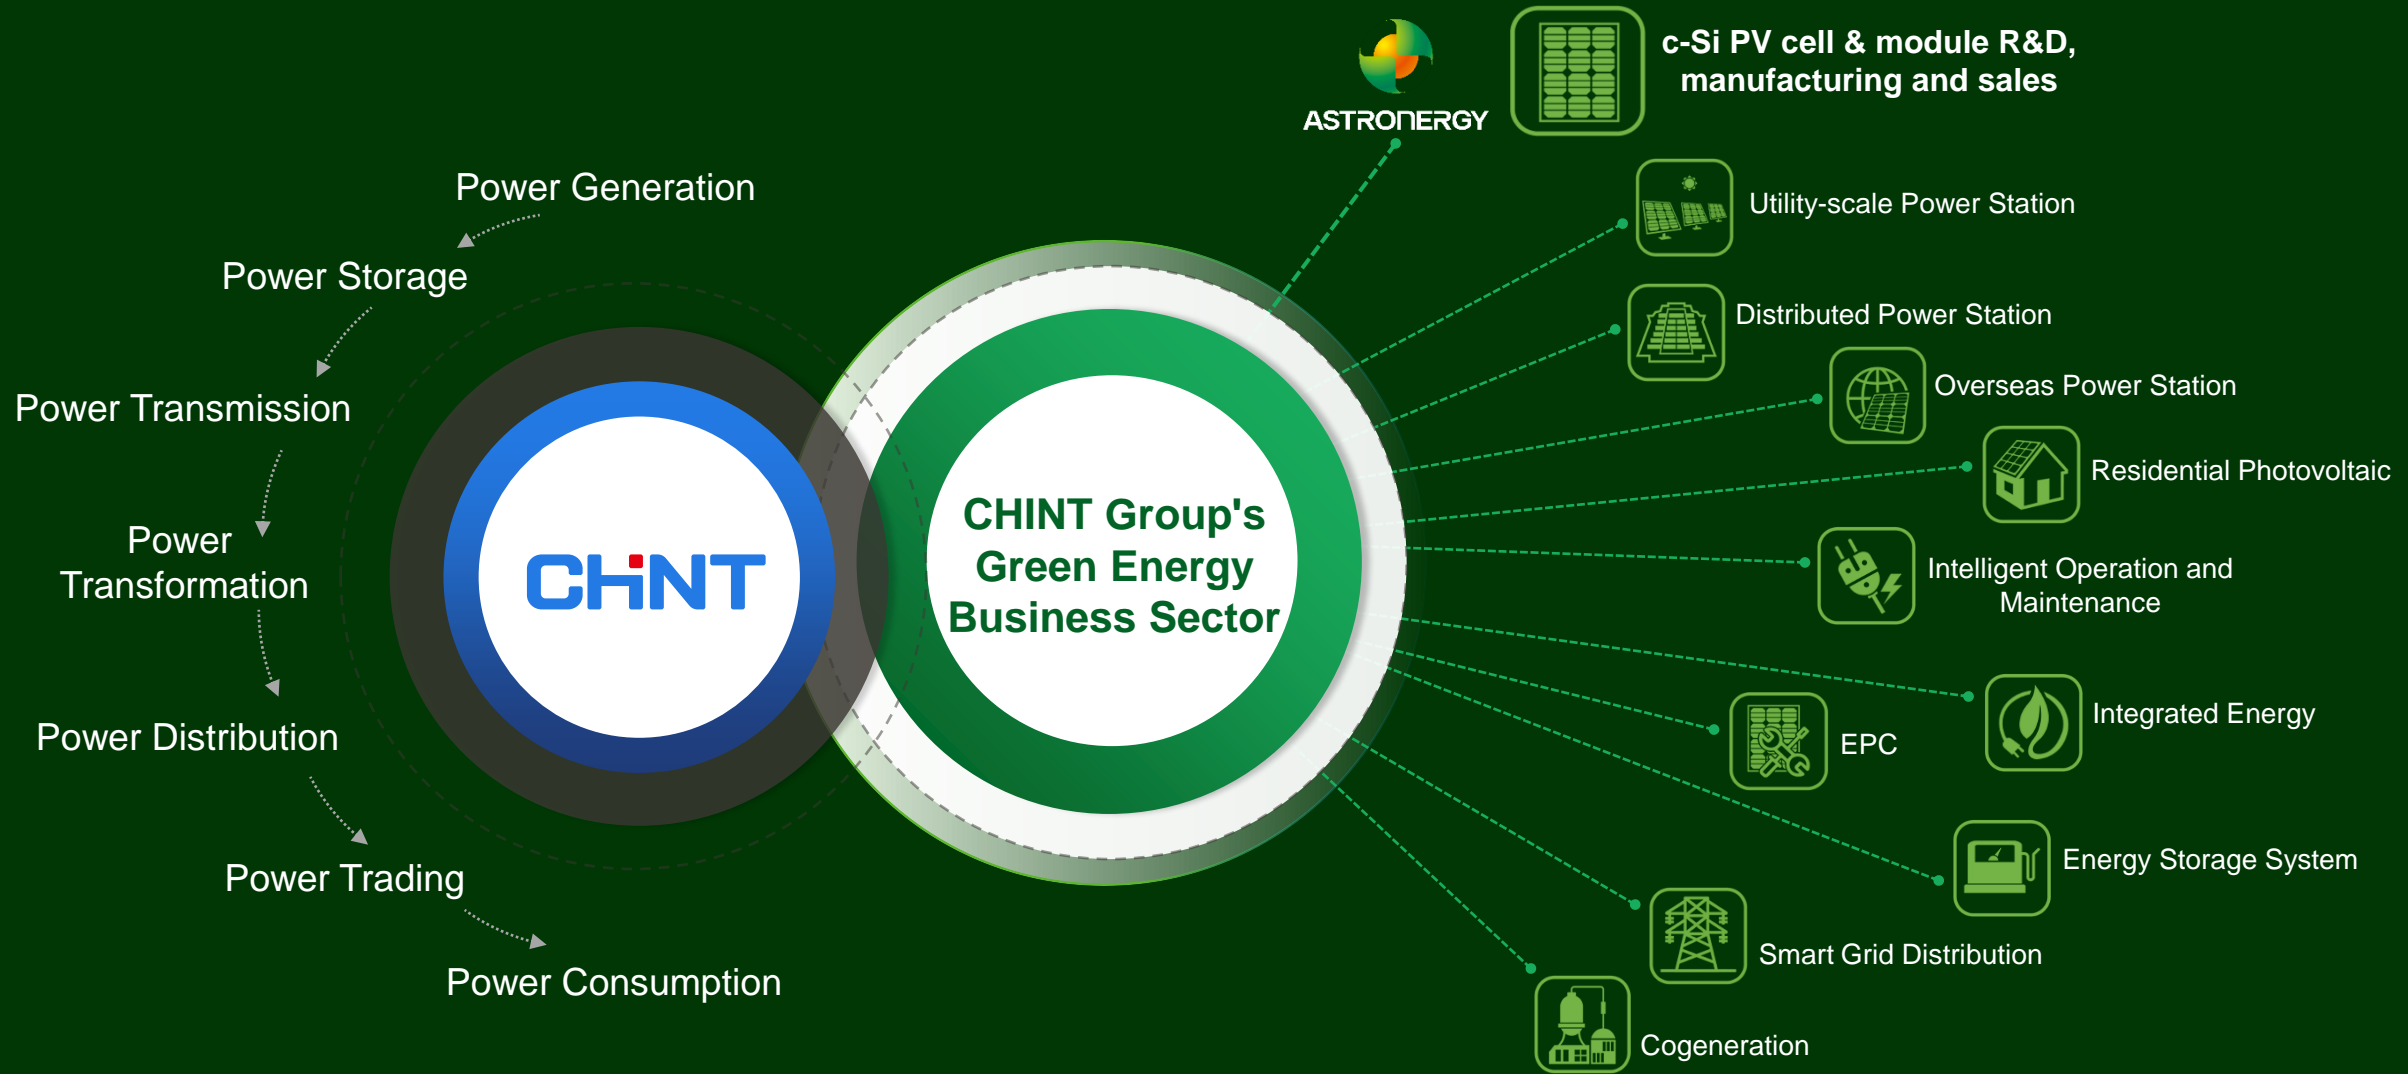 ASTRONERGY
c-Si PV cell & module R&D,
manufacturing and sales
Power Generation
Power Storage
Power Transmission
Power
Transformation
Power Distribution
Power Trading
Power Consumption
CHINT
CHINT Group's
Green Energy
Business Sector
Utility-scale Power Station
Distributed Power Station
Overseas Power Station
Residential Photovoltaic
Intelligent Operation and
Maintenance
Integrated Energy
EPC
Energy Storage System
Smart Grid Distribution
Cogeneration